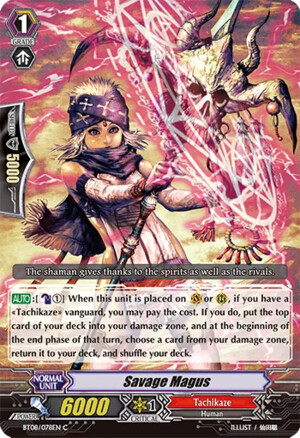 1
GRADE
5000
SHIELD
The shaman gives thanks to the spirits as well as the rivals.
AUTO :[ 1] When this unit is placed on or , if you have a
«Tachikaze» vanguard, you may pay the cost. If you do, put the top
card of your deck into your damage zone, and at the beginning of
the end phase of that turn, choose a card from your damage zone,
return it to your deck, and shuffle your deck.
NORMAL
UNIT
Savage Magus
POWER
6000
1
CRITICAL
Tachikaze
Human
BT08/078EN C
ILLUST / 仙田聡